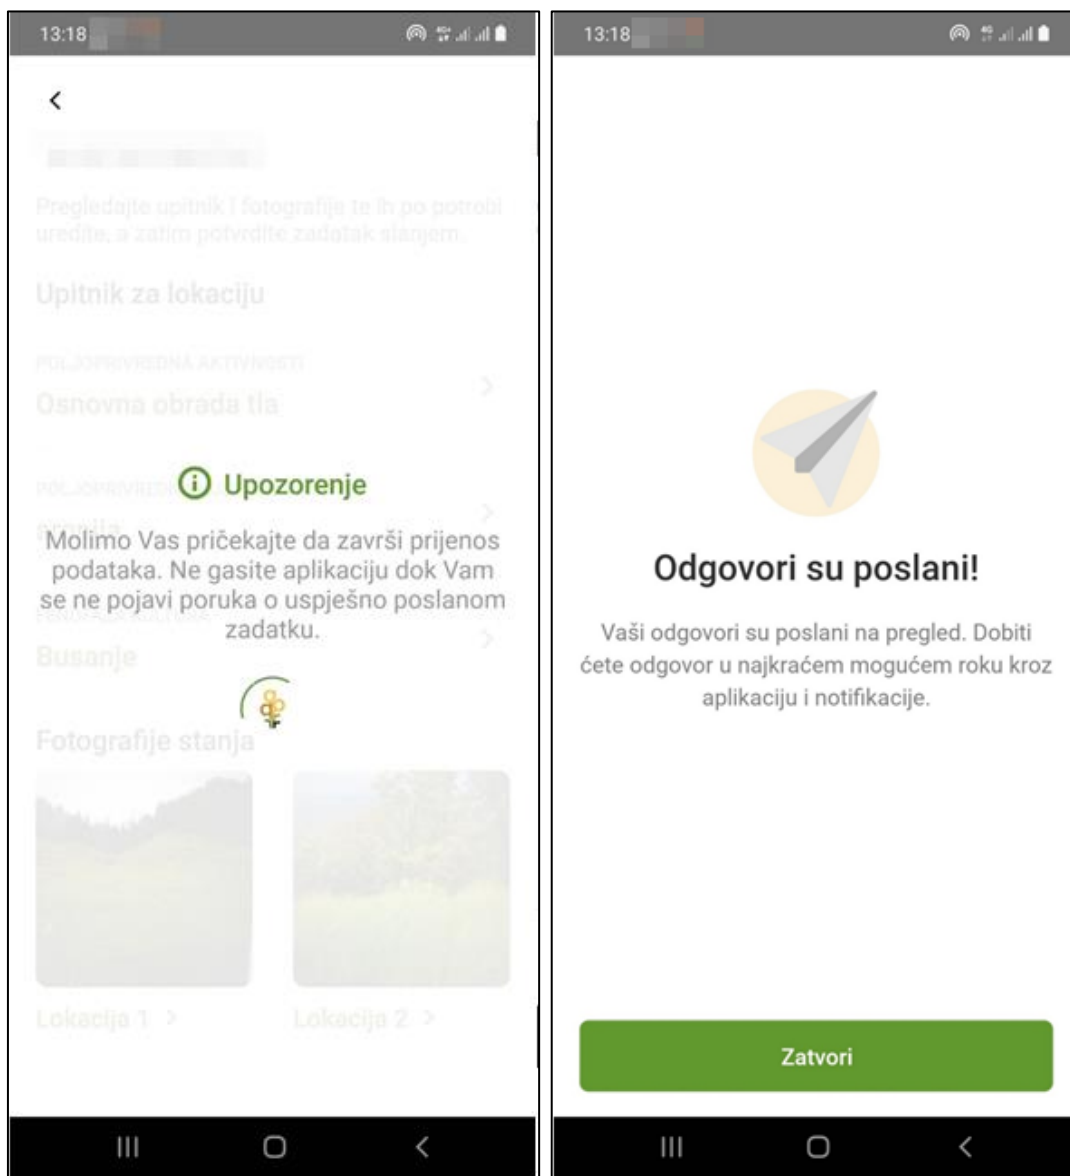 13:18
Pregledajte upitnik i fotografije te ih po potrebi
uredite, a zatim potvrdite zadatak slanjem.
Upitnik za lokaciju
POLJOPRIVREDNA AKTIVNOSTI
Osnovna obrada tla
Upozorenje
Molimo Vas pričekajte da završi prijenos
podataka. Ne gasite aplikaciju dok Vam
se ne pojavi poruka o uspješno poslanom
zadatku.
Busanje
Fotografije stanja
Lokacija 1
Lokacija 2
13:18
Odgovori su poslani!
Vaši odgovori su poslani na pregled. Dobiti
ćete odgovor u najkraćem mogućem roku kroz
aplikaciju i notifikacije.
Zatvori